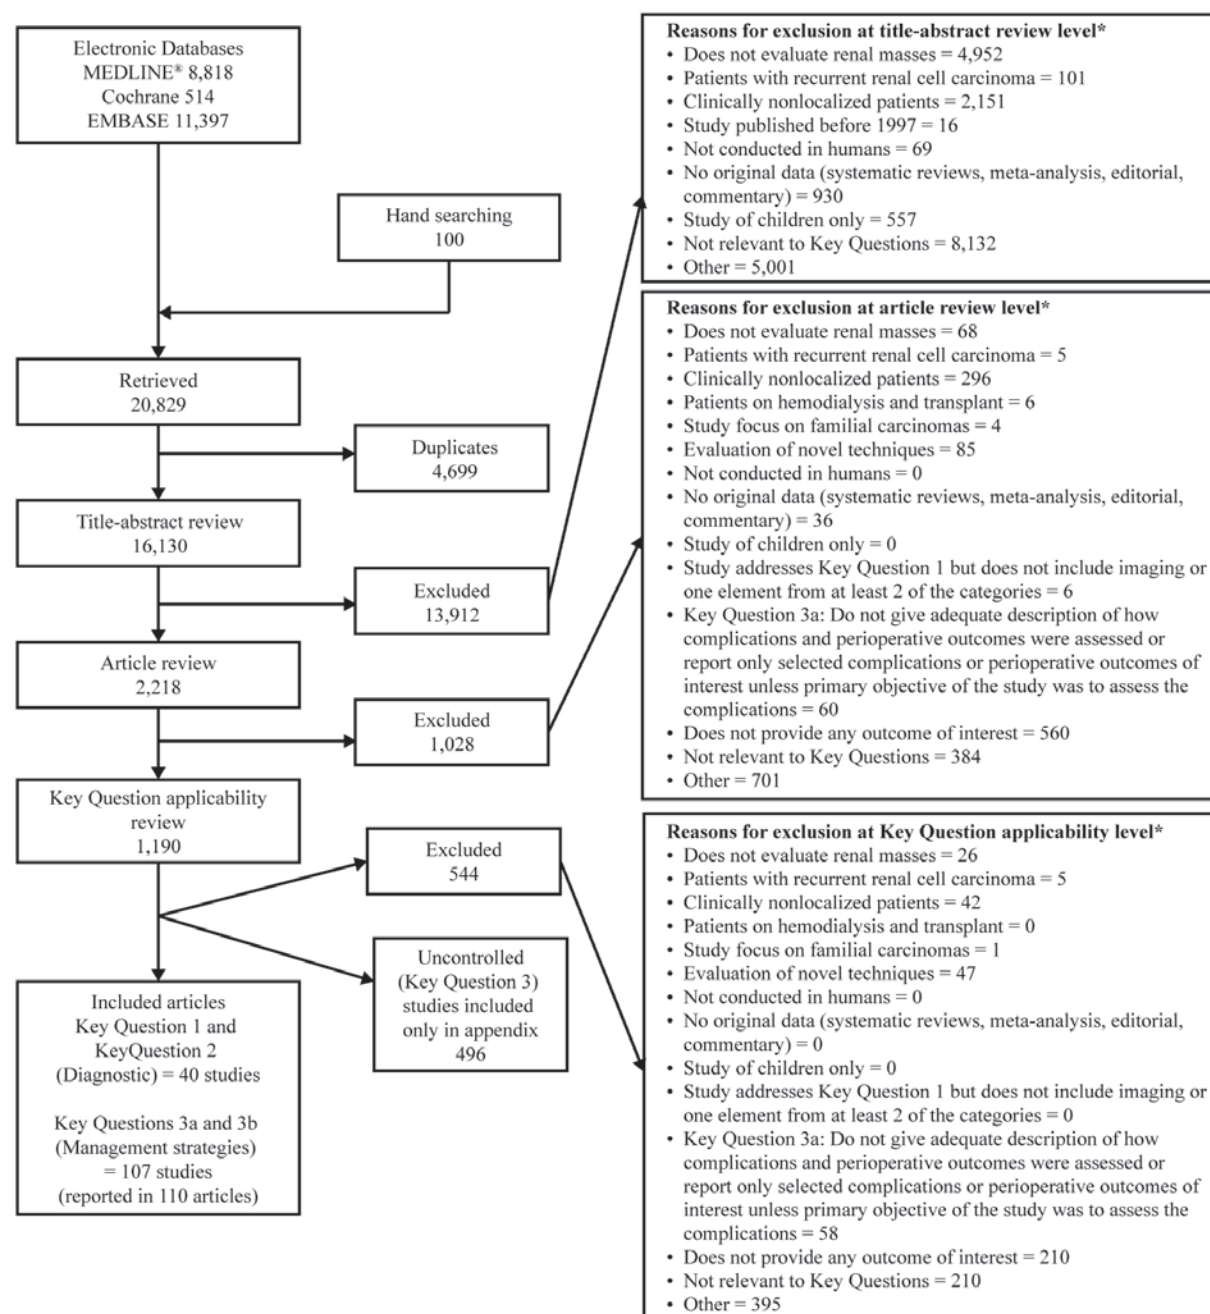 Electronic Databases
MEDLINE® 8,818
Cochrane 514
EMBASE 11,397
Hand searching
100
Retrieved
20,829
Duplicates
4,699
Title-abstract review
16,130
Excluded
13,912
Article review
2,218
Excluded
1,028
Key Question applicability
review
1,190
Excluded
544
Uncontrolled
(Key Question 3)
studies included
only in appendix
496
Included articles
Key Question 1 and
KeyQuestion 2
(Diagnostic) = 40 studies
Key Questions 3a and 3b
(Management strategies)
= 107 studies
(reported in 110 articles)
Reasons for exclusion at title-abstract review level*
• Does not evaluate renal masses = 4,952
• Patients with recurrent renal cell carcinoma = 101
• Clinically nonlocalized patients = 2,151
• Study published before 1997 = 16
• Not conducted in humans = 69
• No original data (systematic reviews, meta-analysis, editorial,
commentary) = 930
• Study of children only = 557
• Not relevant to Key Questions = 8,132
• Other = 5,001
Reasons for exclusion at article review level*
• Does not evaluate renal masses = 68
• Patients with recurrent renal cell carcinoma = 5
• Clinically nonlocalized patients = 296
• Patients on hemodialysis and transplant = 6
• Study focus on familial carcinomas = 4
• Evaluation of novel techniques = 85
• Not conducted in humans = 0
• No original data (systematic reviews, meta-analysis, editorial,
commentary) = 36
• Study of children only = 0
• Study addresses Key Question 1 but does not include imaging or
one element from at least 2 of the categories = 6
• Key Question 3a: Do not give adequate description of how
complications and perioperative outcomes were assessed or
report only selected complications or perioperative outcomes of
interest unless primary objective of the study was to assess the
complications = 60
• Does not provide any outcome of interest = 560
• Not relevant to Key Questions = 384
• Other = 701
Reasons for exclusion at Key Question applicability level*
• Does not evaluate renal masses = 26
• Patients with recurrent renal cell carcinoma = 5
• Clinically nonlocalized patients = 42
• Patients on hemodialysis and transplant = 0
• Study focus on familial carcinomas = 1
• Evaluation of novel techniques = 47
• Not conducted in humans = 0
• No original data (systematic reviews, meta-analysis, editorial,
commentary) = 0
• Study of children only = 0
• Study addresses Key Question 1 but does not include imaging or
one element from at least 2 of the categories = 0
• Key Question 3a: Do not give adequate description of how
complications and perioperative outcomes were assessed or
report only selected complications or perioperative outcomes of
interest unless primary objective of the study was to assess the
complications = 58
• Does not provide any outcome of interest = 210
• Not relevant to Key Questions = 210
• Other = 395